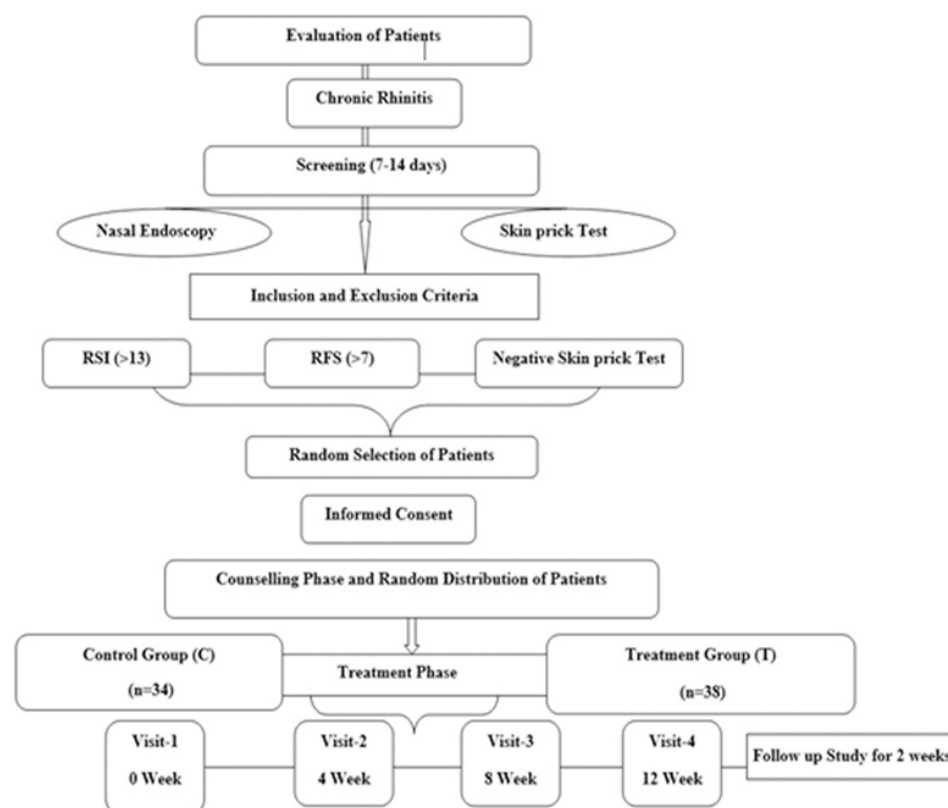 Evaluation of Patients
Chronic Rhinitis
Screening (7-14 days)
Nasal Endoscopy
Skin prick Test
Inclusion and Exclusion Criteria
RSI (>13)
RFS (>7)
Negative Skin prick Test
Random Selection of Patients
Informed Consent
Counselling Phase and Random Distribution of Patients
Control Group (C)
(n=34)
Treatment Phase
Treatment Group (T)
(n=38)
Visit-1
0 Week
Visit-2
4 Week
Visit-3
8 Week
Visit-4
12 Week
Follow up Study for 2 weeks